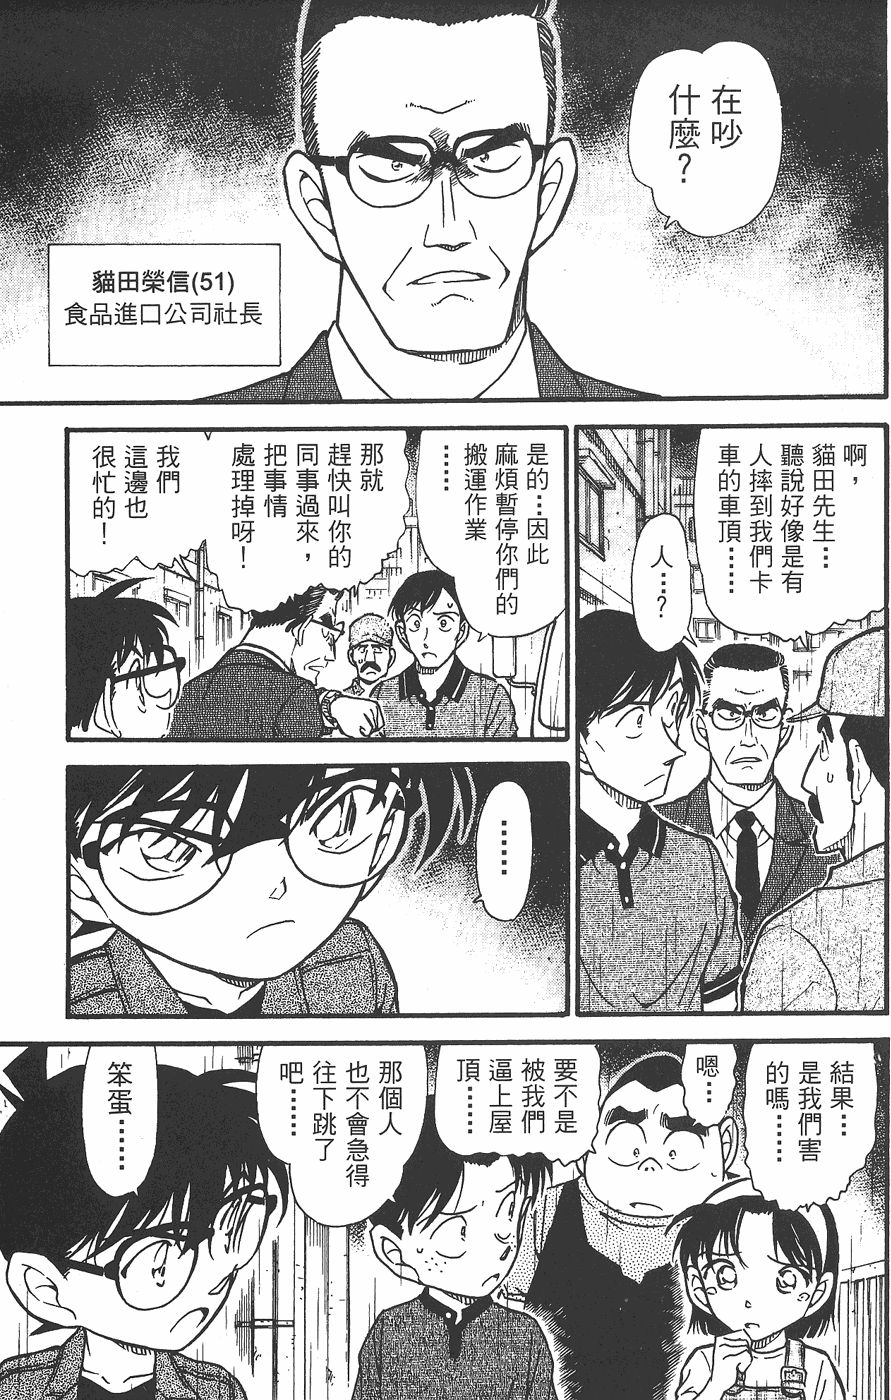 在吵
什麼?
貓田榮信(51)
食品進口公司社長
啊,
貓田先生…
聽說好像是有
人摔到我們卡
車的車頂……
人…?
是的…因此
麻煩暫停你們的
搬運作業
……
那就
趕快叫你的
同事過來,
把事情
處理掉呀!
我們
這邊也
很忙的!
……
結果…
是我們害
的嗎……
嗯…
要不是
被我們
逼上屋
頂……
那個人
也不會急得
往下跳了
吧……
笨蛋……